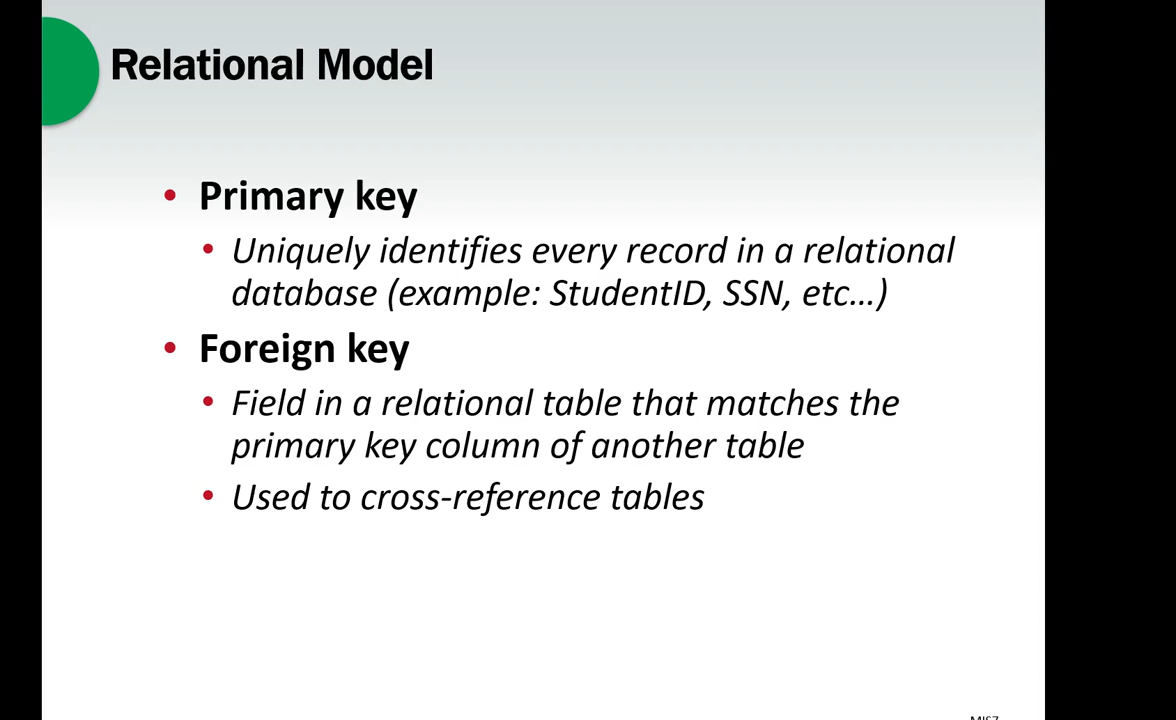 Relational Model
• Primary key
• Uniquely identifies every record in a relational
database (example: StudentID, SSN, etc…)
• Foreign key
• Field in a relational table that matches the
primary key column of another table
• Used to cross-reference tables
MIS7